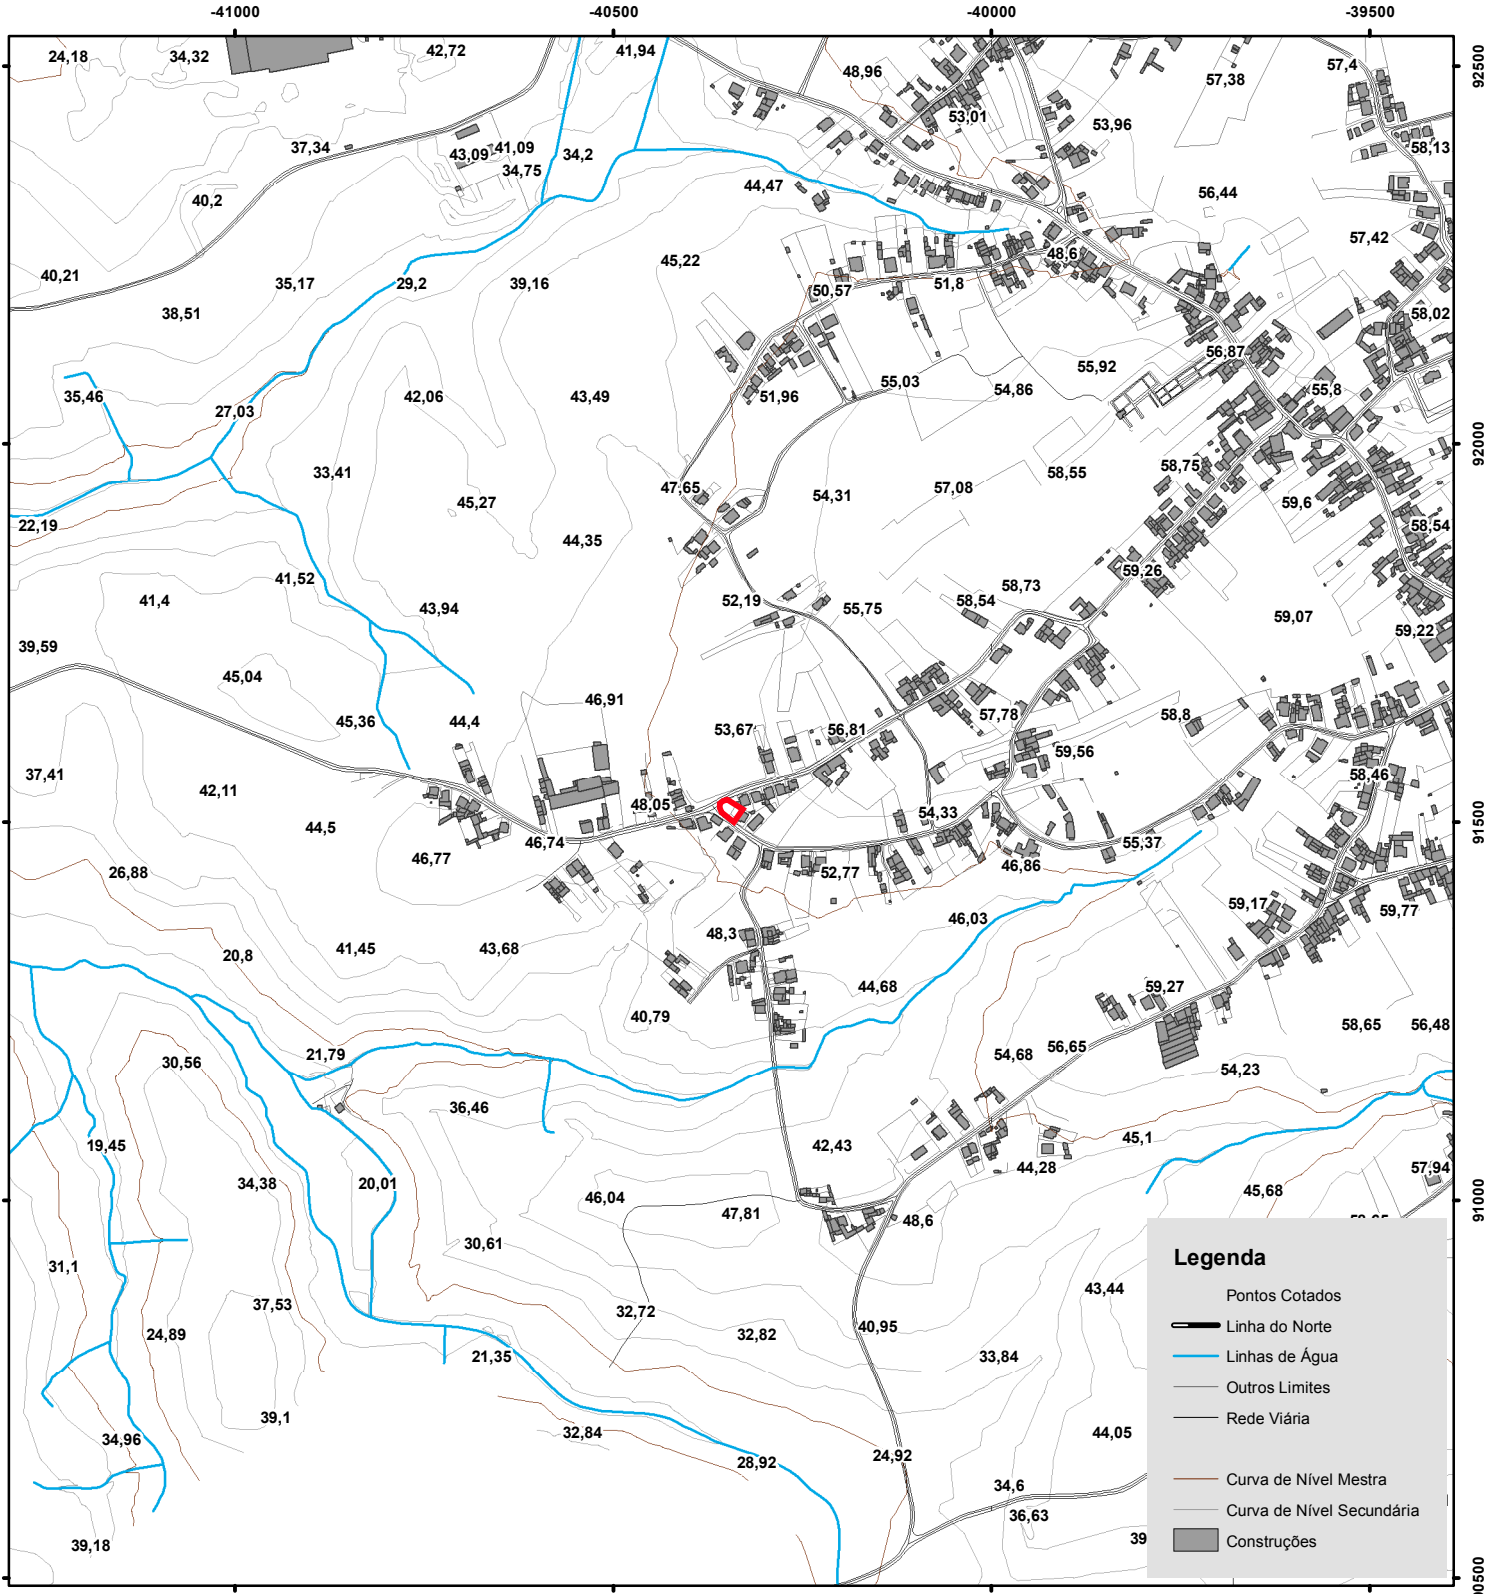 -41000 -40500 -40000 -39500
24,18 34,32 42,72 41,94 48,96 57,38 57,4 92500
53,01 53,96
37,34 43,09 41,09 34,75 34,2 58,13
40,2 44,47 56,44
57,42
40,21 35,17 29,2 39,16 45,22 50,57 51,8 48,6
38,51 58,02
56,87
35,46 27,03 42,06 43,49 51,96 55,03 54,86 55,92 55,8
92000
33,41 45,27 47,65 54,31 57,08 58,55 58,75 59,6
22,19 44,35 58,54
41,4 41,52 43,94 52,19 55,75 58,54 58,73 59,26 59,07
39,59 59,22
45,04 45,36 44,4 46,91 53,67 56,81 57,78 58,8
37,41 42,11 59,56 58,46
44,5 46,77 46,74 48,05 54,33 55,37 91500
26,88 52,77 46,86
59,17 59,77
20,8 41,45 43,68 48,3 46,03
44,68 59,27
40,79 58,65 56,48
30,56 21,79 54,68 56,65 54,23
36,46
19,45 42,43 45,1
34,38 20,01 46,04 44,28 45,68 57,94
47,81 48,6 91000
31,1 30,61
37,53 32,72 43,44
24,89 32,82 40,95
21,35 33,84
39,1 32,84 44,05
34,96 28,92 24,92
34,6
36,63
39,18 39
Legenda
Pontos Cotados
Linha do Norte
Linhas de Água
Outros Limites
Rede Viária
Curva de Nível Mestra
Curva de Nível Secundária
Construções